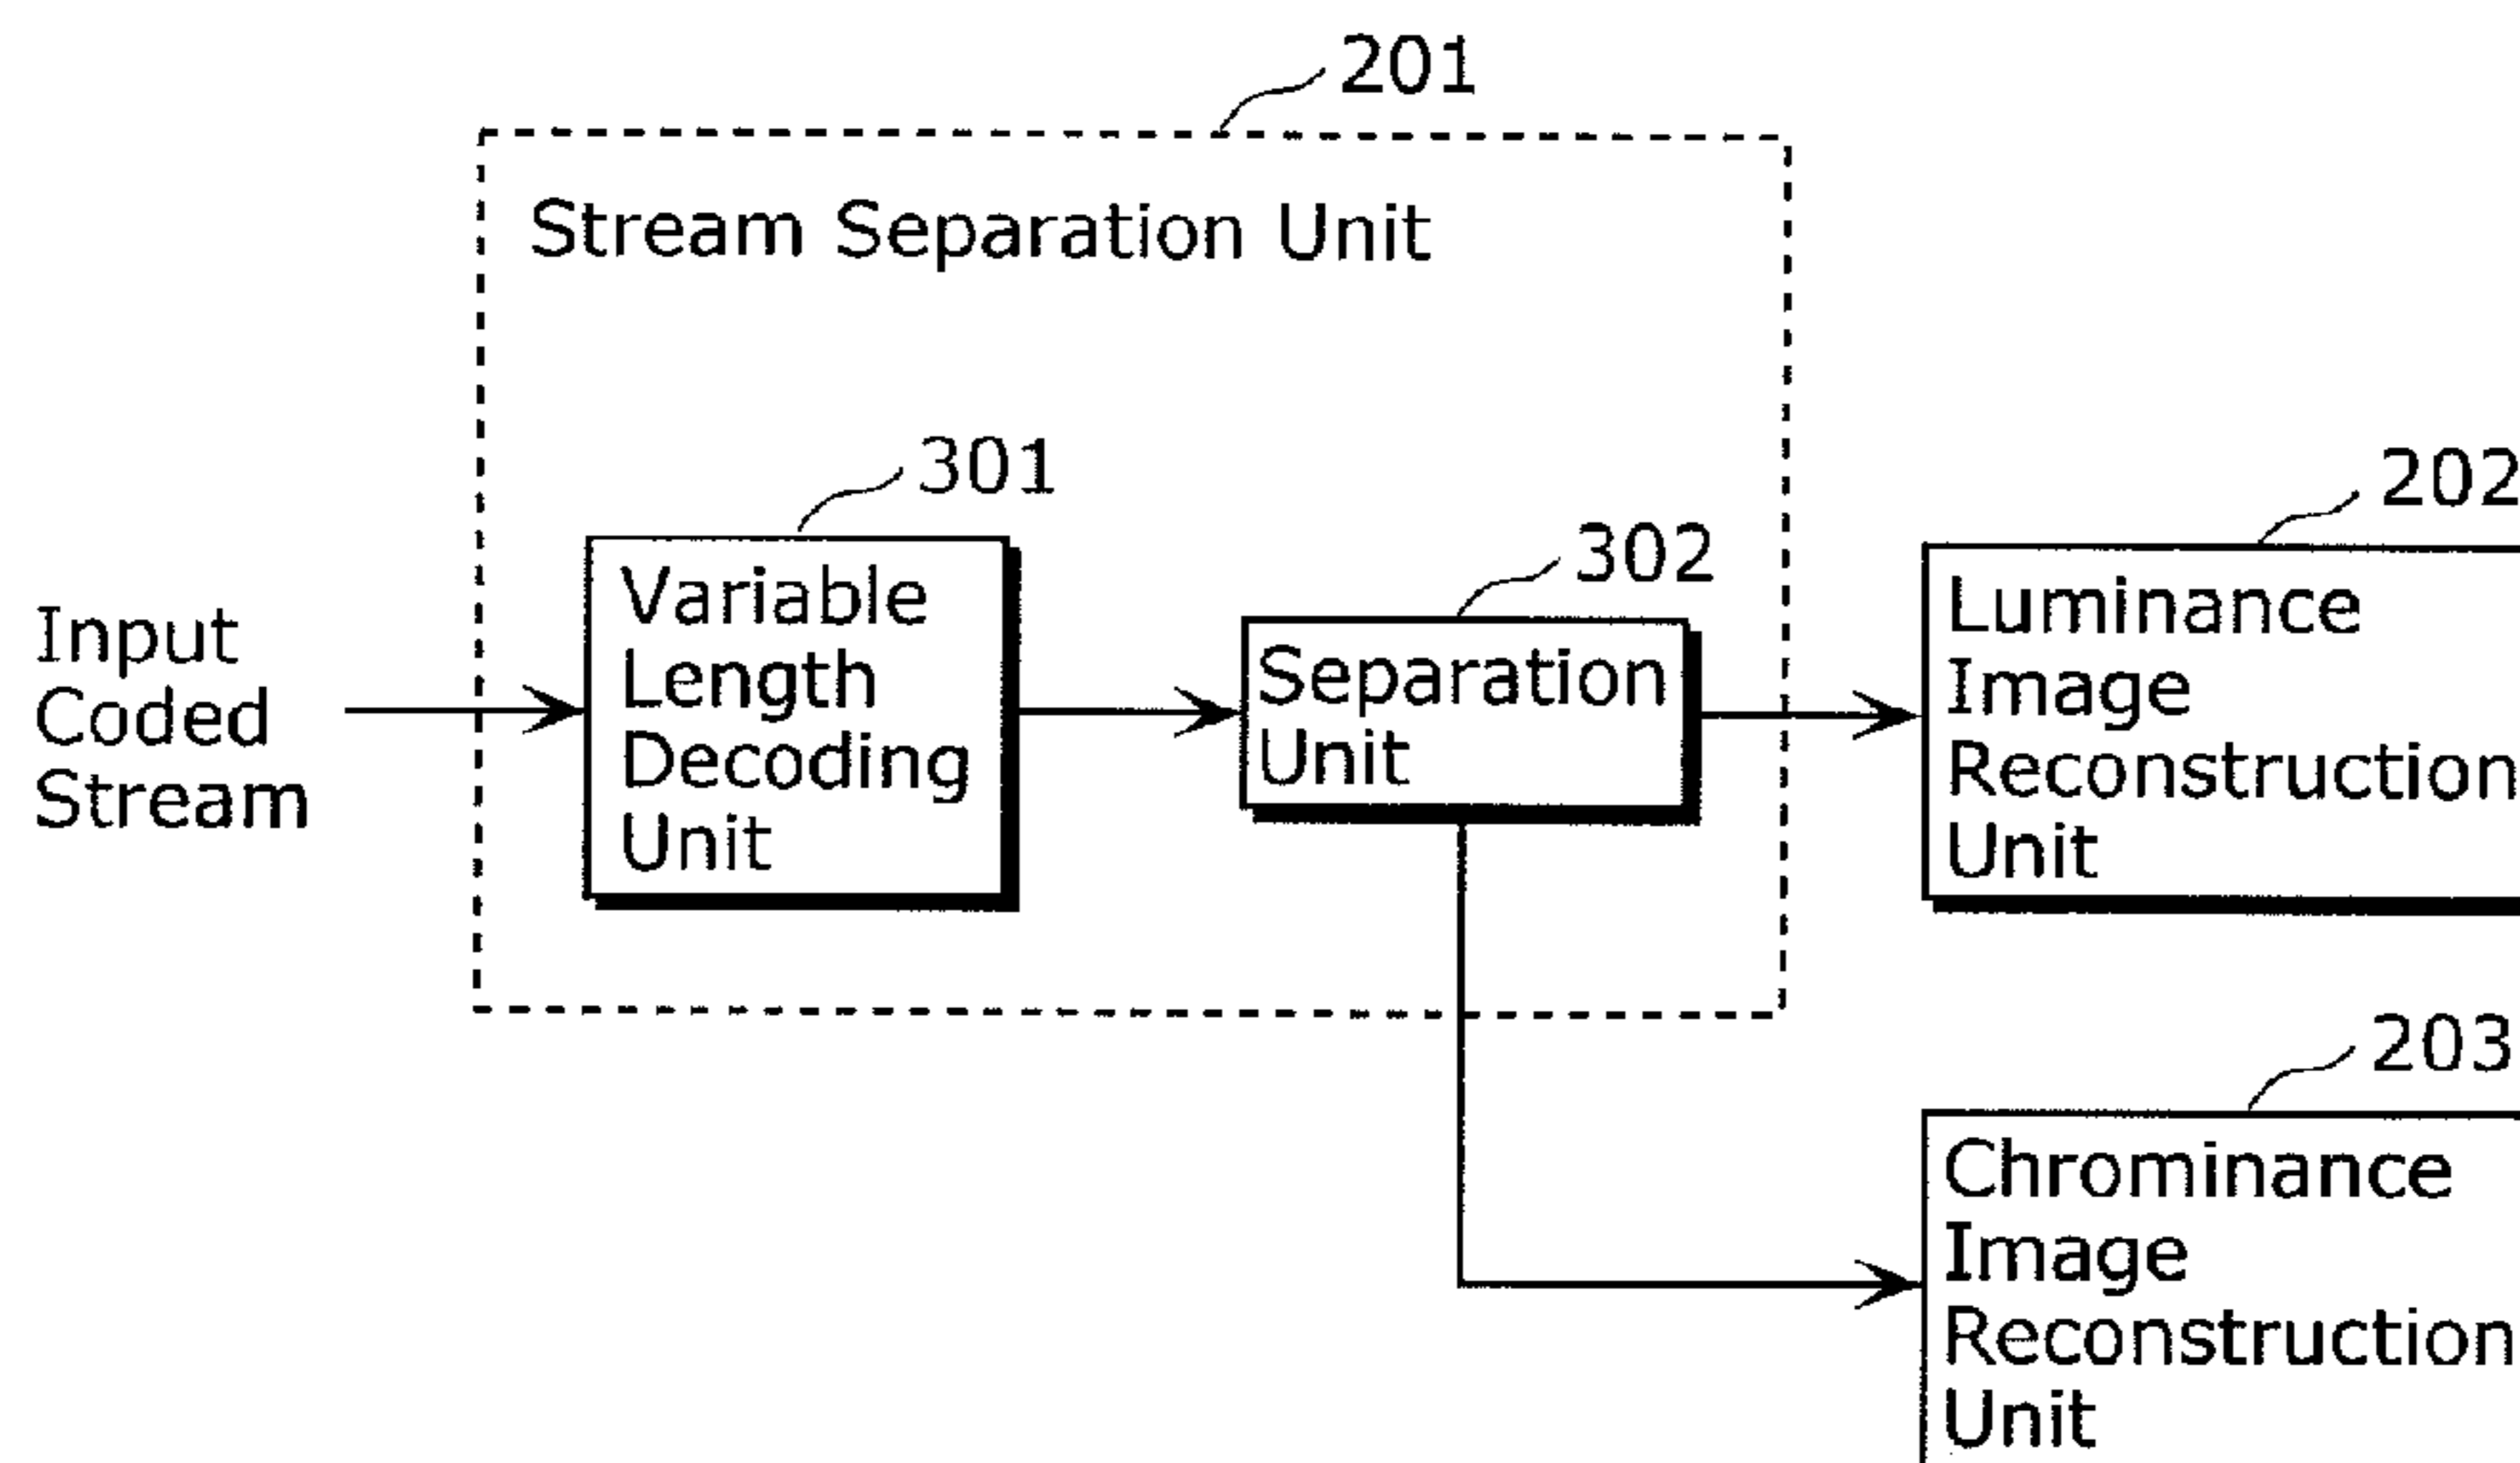 201
Stream Separation Unit
301
Variable
Length
Decoding
Unit
302
Separation
Unit
Input
Coded
Stream
202
Luminance
Image
Reconstruction
Unit
203
Chrominance
Image
Reconstruction
Unit